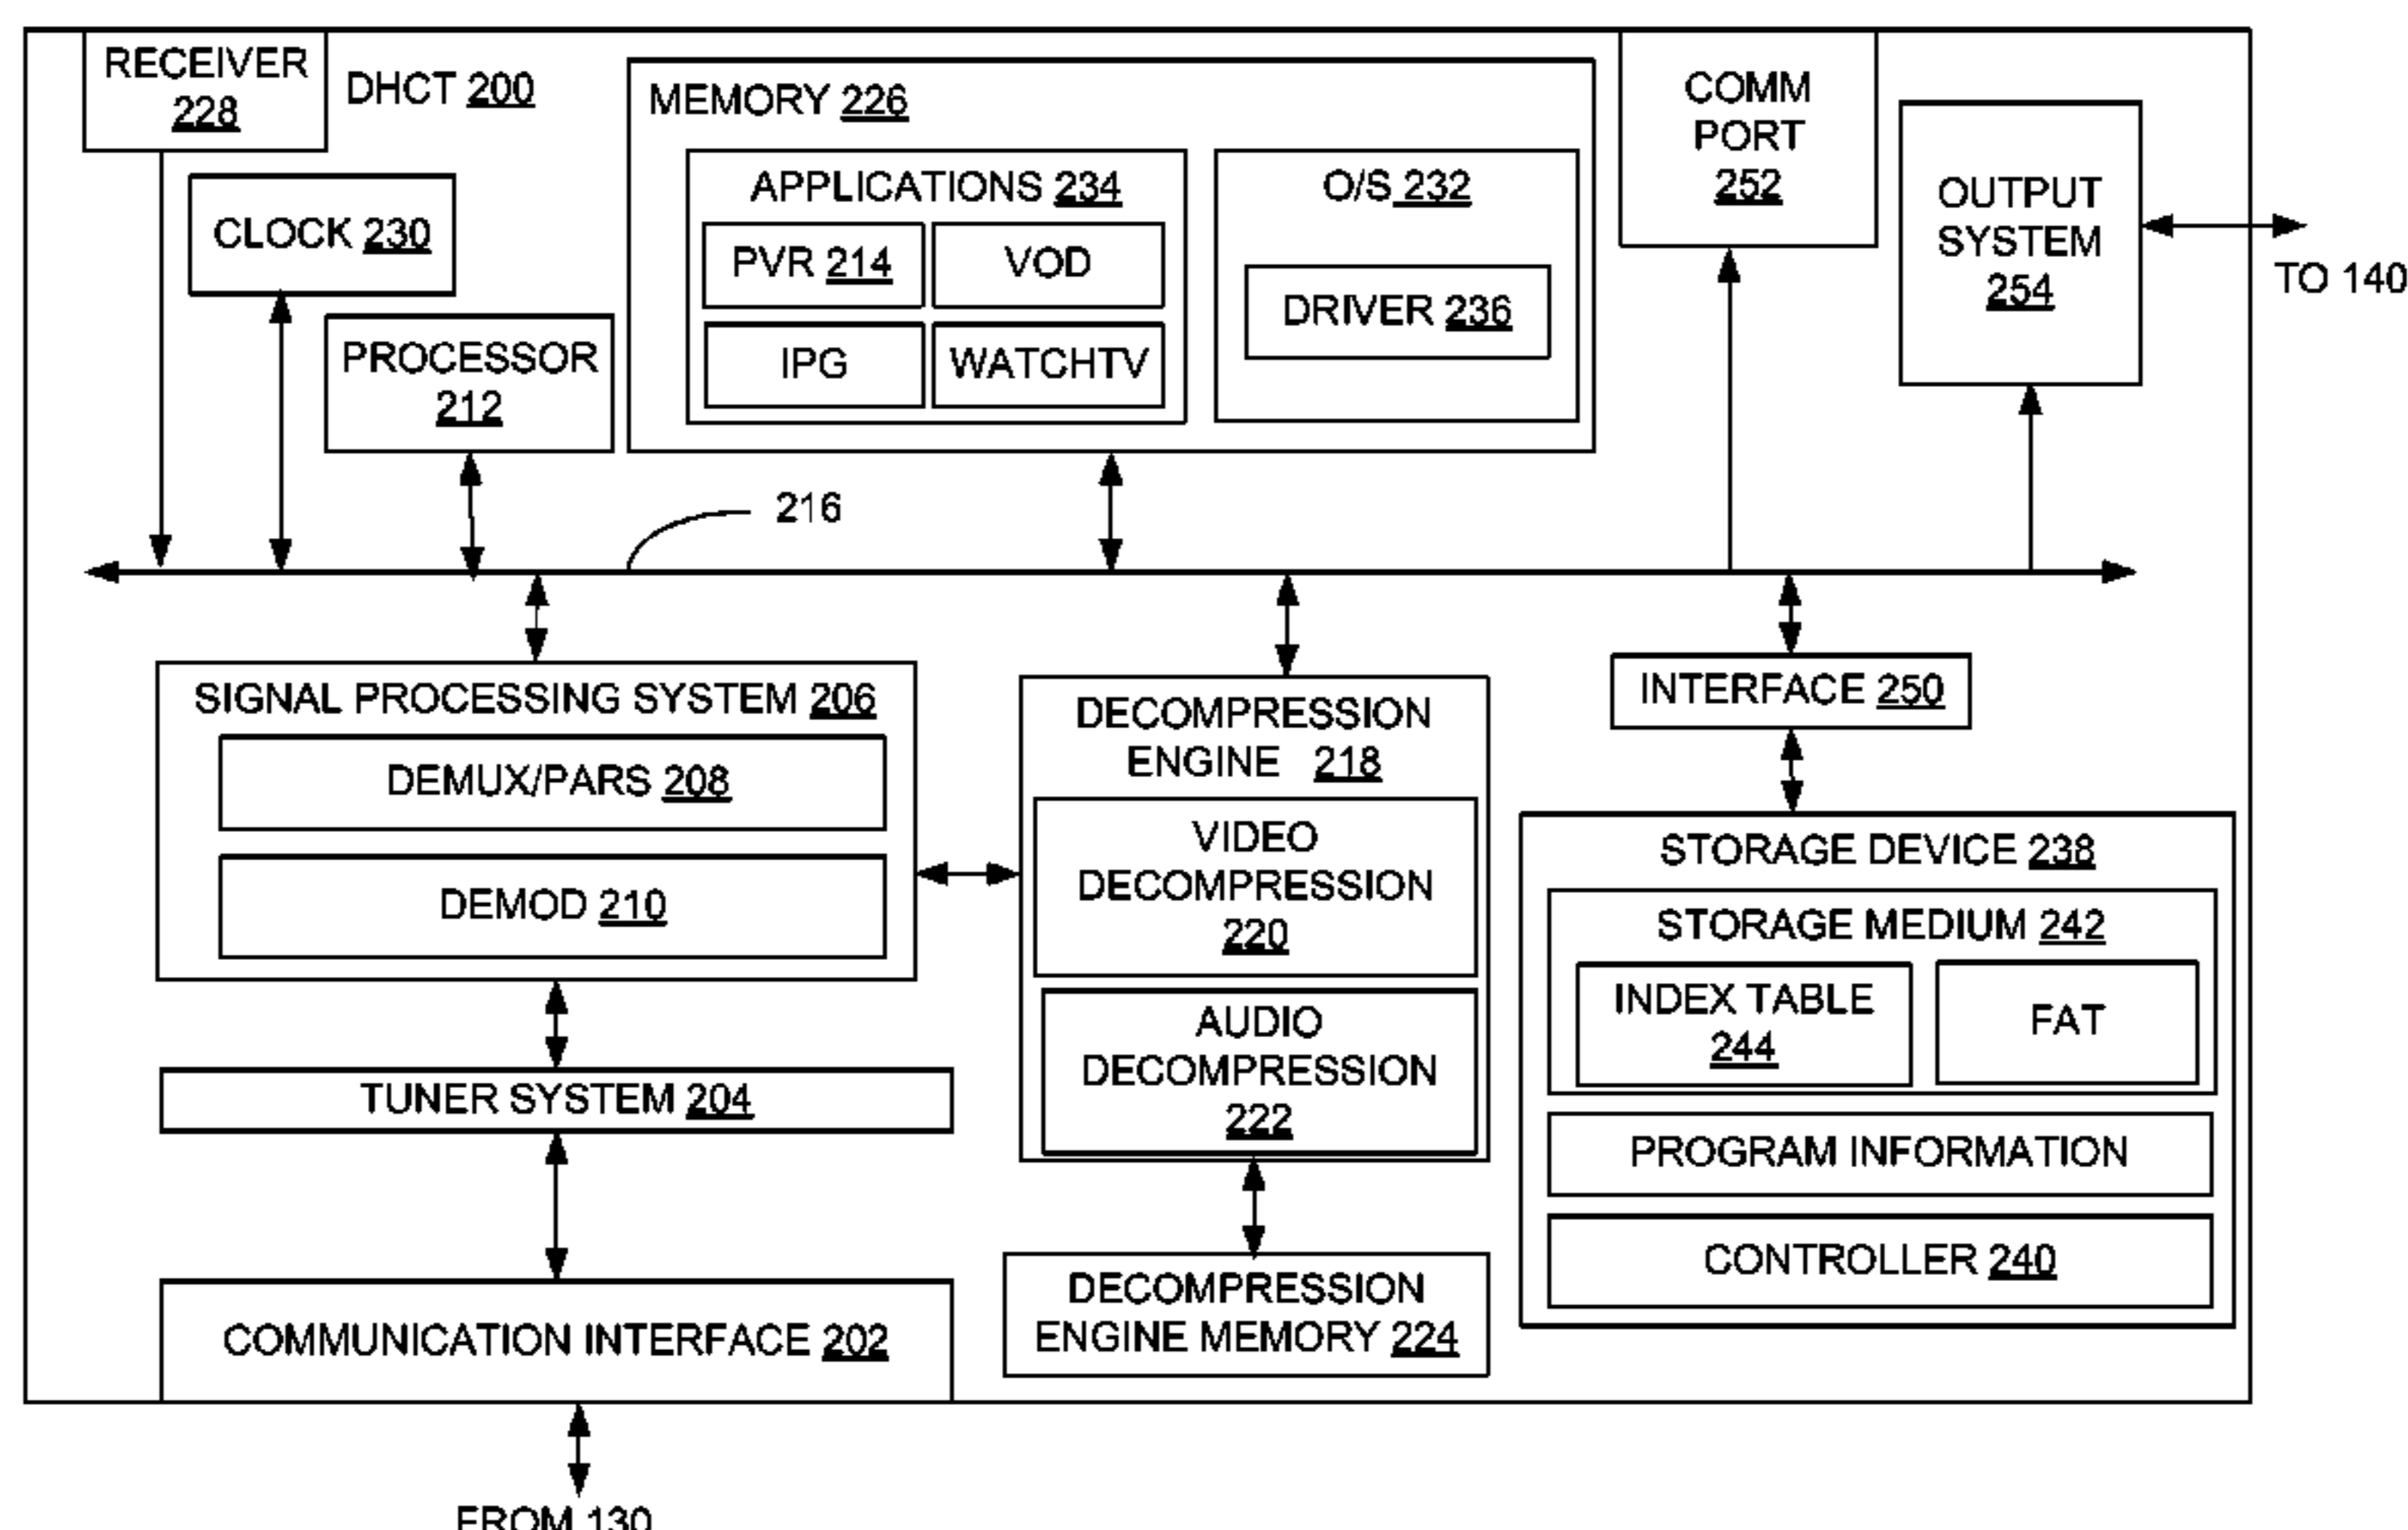 RECEIVER
228
DHCT 200
CLOCK 230
PROCESSOR
212
MEMORY 226
APPLICATIONS 234
PVR 214
VOD
IPG
WATCHTV
O/S 232
DRIVER 236
COMM
PORT
252
OUTPUT
SYSTEM
254
TO 140
216
SIGNAL PROCESSING SYSTEM 206
DEMUX/PARS 208
DEMOD 210
TUNER SYSTEM 204
COMMUNICATION INTERFACE 202
FROM 130
DECOMPRESSION
ENGINE 218
VIDEO
DECOMPRESSION
220
AUDIO
DECOMPRESSION
222
DECOMPRESSION
ENGINE MEMORY 224
INTERFACE 250
STORAGE DEVICE 238
STORAGE MEDIUM 242
INDEX TABLE
244
FAT
PROGRAM INFORMATION
CONTROLLER 240